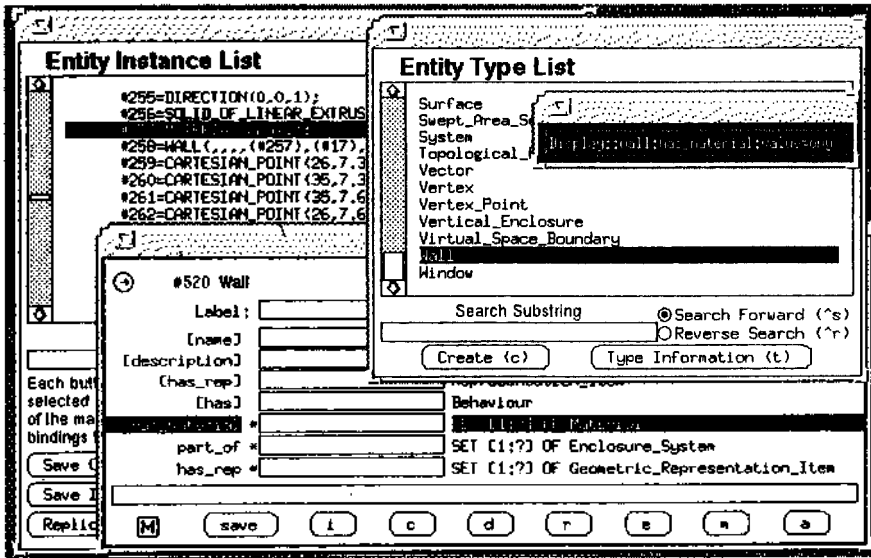 Entity Instance List
#255=DIRECTION(0,0,1);
#256=SOLID_OF_LINEAR_EXTRUS
#258=WALL(,,,,(#257),(#17),
#259=CARTESIAN_POINT(26,7,3
#260=CARTESIAN_POINT(35,7,3
#261=CARTESIAN_POINT(35,7,6
#262=CARTESIAN_POINT(26,7,6
Each butt
selected
of the ma
bindings
Save
Save I
Replic
Entity Type List
Surface
Swept_Area_S
System
Topological_
Vector
Vertex
Vertex_Point
Vertical_Enclosure
Virtual_Space_Boundary
Wall
Window
Search Substring
Search Forward (^s)
Reverse Search (^r)
Create (c)
Type Information (t)
#520 Wall
Label:
[name]
[description]
[has_rep]
[has]
Behaviour
*
part_of *
SET [1:?] OF Enclosure_System
has_rep *
SET [1:?] OF Geometric_Representation_Item
M
save
i
c
d
r
e
m
a